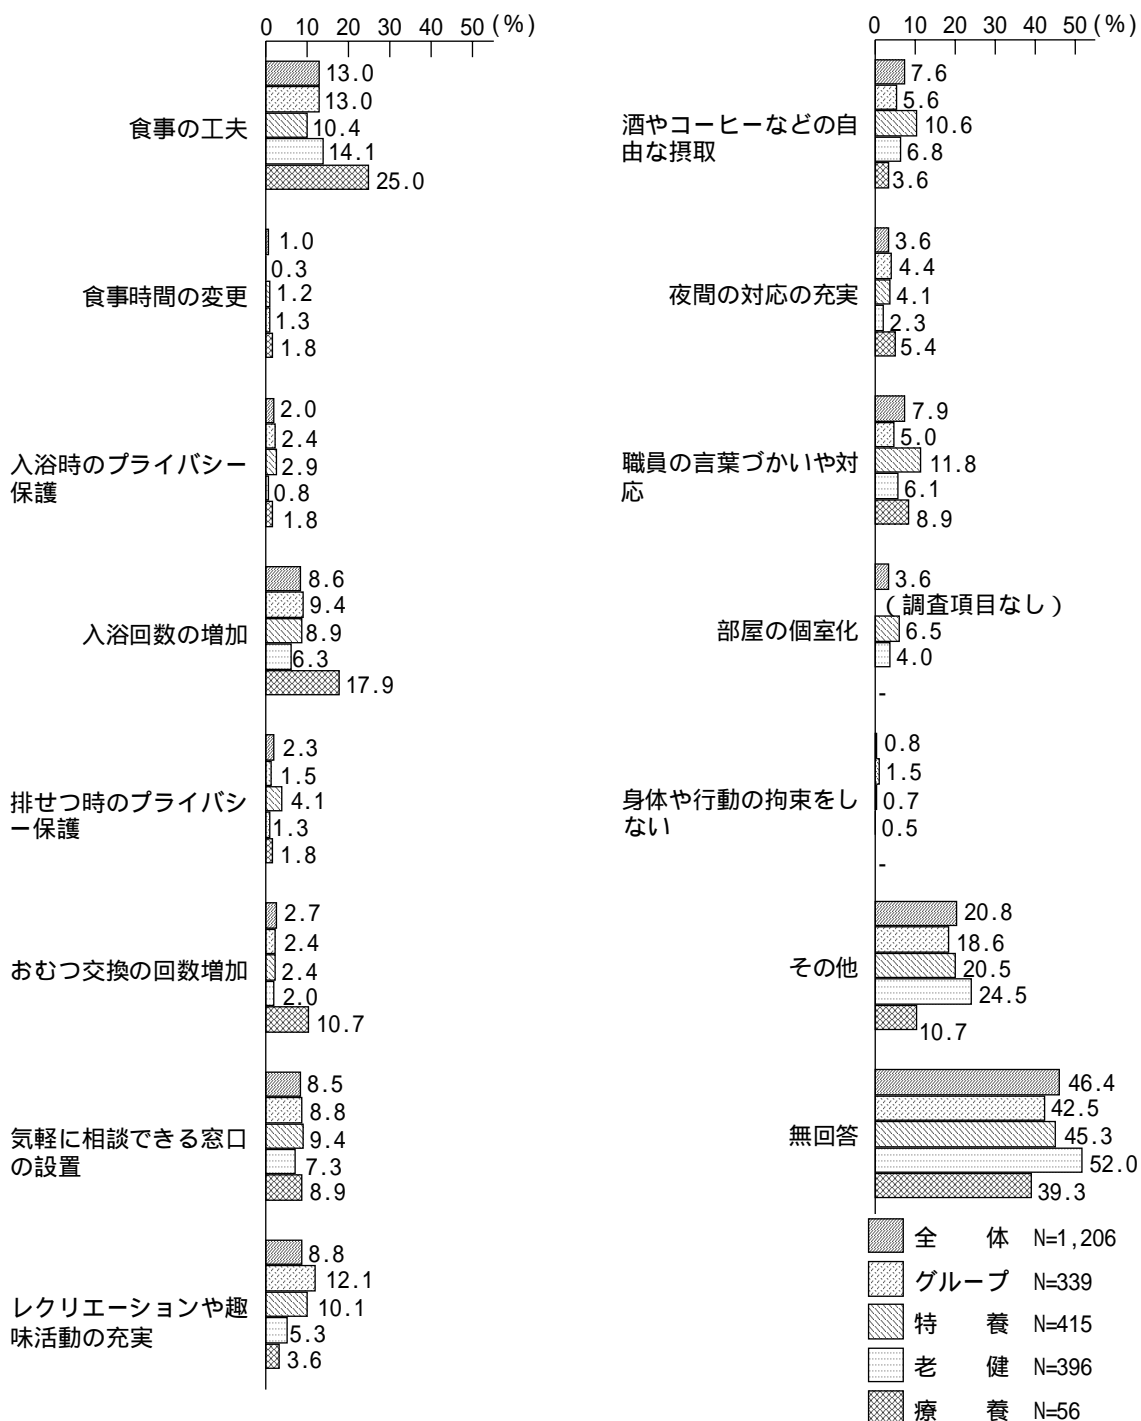 0 10 20 30 40 50(%)
食事の工夫
13.0
13.0
10.4
14.1
25.0
食事時間の変更
1.0
0.3
1.2
1.3
1.8
入浴時のプライバシー
保護
2.0
2.4
2.9
0.8
1.8
入浴回数の増加
8.6
9.4
8.9
6.3
17.9
排せつ時のプライバシ
ー保護
2.3
1.5
4.1
1.3
1.8
おむつ交換の回数増加
2.7
2.4
2.4
2.0
10.7
気軽に相談できる窓口
の設置
8.5
8.8
9.4
7.3
8.9
レクリエーションや趣
味活動の充実
8.8
12.1
10.1
5.3
3.6
0 10 20 30 40 50(%)
酒やコーヒーなどの自
由な摂取
7.6
5.6
10.6
6.8
3.6
夜間の対応の充実
3.6
4.4
4.1
2.3
5.4
職員の言葉づかいや対
応
7.9
5.0
11.8
6.1
8.9
部屋の個室化
3.6
(調査項目なし)
6.5
4.0
-
身体や行動の拘束をし
ない
0.8
1.5
0.7
0.5
-
その他
20.8
18.6
20.5
24.5
10.7
無回答
46.4
42.5
45.3
52.0
39.3
全 体 N=1,206
グループ N=339
特 養 N=415
老 健 N=396
療 養 N=56